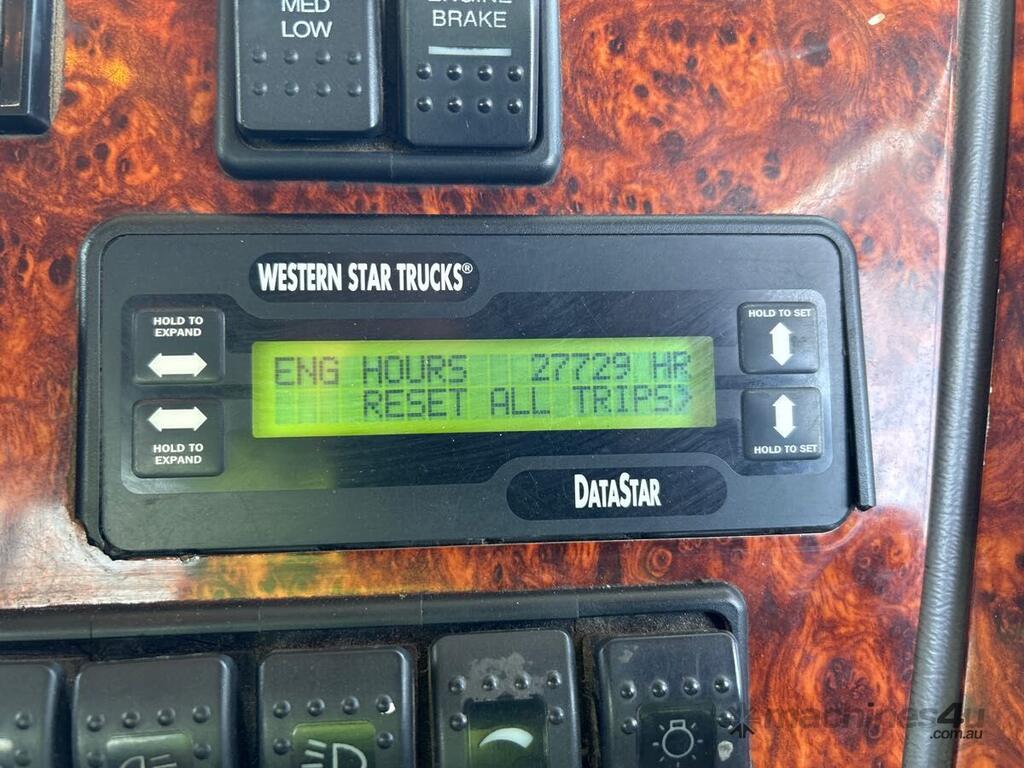 MED
LOW
ENGINE
BRAKE
WESTERN STAR TRUCKS®
HOLD TO
EXPAND
HOLD TO SET
ENG HOURS 27729 HR
RESET ALL TRIPS>
HOLD TO
EXPAND
HOLD TO SET
DATASTAR
machines4u
.com.au